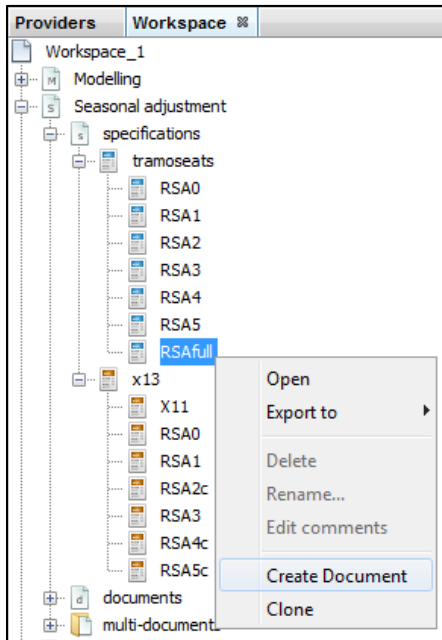 Providers Workspace
Workspace_1
M Modelling
S Seasonal adjustment
s specifications
tramoseats
RSA0
RSA1
RSA2
RSA3
RSA4
RSA5
RSAfull
x13 Open
X11 Export to
RSA0
RSA1 Delete
RSA2c Rename...
RSA3 Edit comments
RSA4c
RSA5c Create Document
d documents Clone
multi-documents